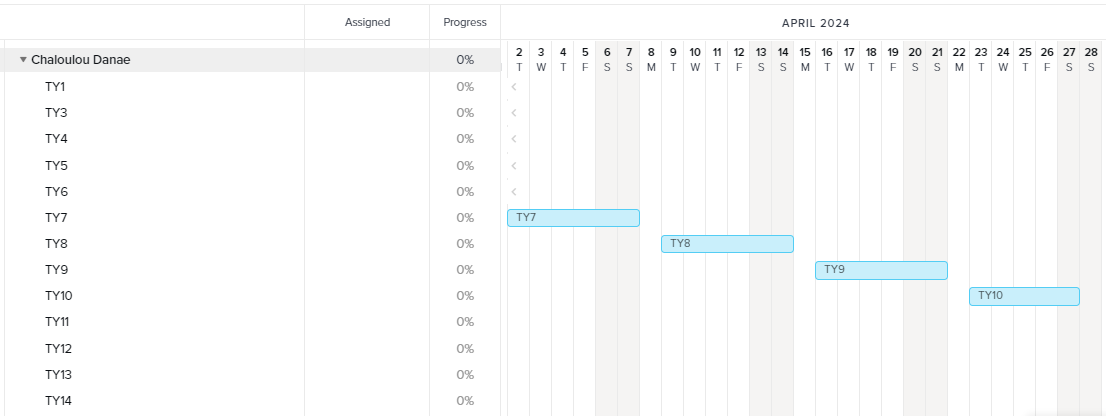 Assigned Progress APRIL 2024
2 3 4 5 6 7 8 9 10 11 12 13 14 15 16 17 18 19 20 21 22 23 24 25 26 27 28
Chaloulou Danae 0% T W T F S S M T W T F S S M T W T F S S M T W T F S S
TY1 0%
TY3 0%
TY4 0%
TY5 0%
TY6 0%
TY7 0% TY7
TY8 0% TY8
TY9 0% TY9
TY10 0% TY10
TY11 0%
TY12 0%
TY13 0%
TY14 0%